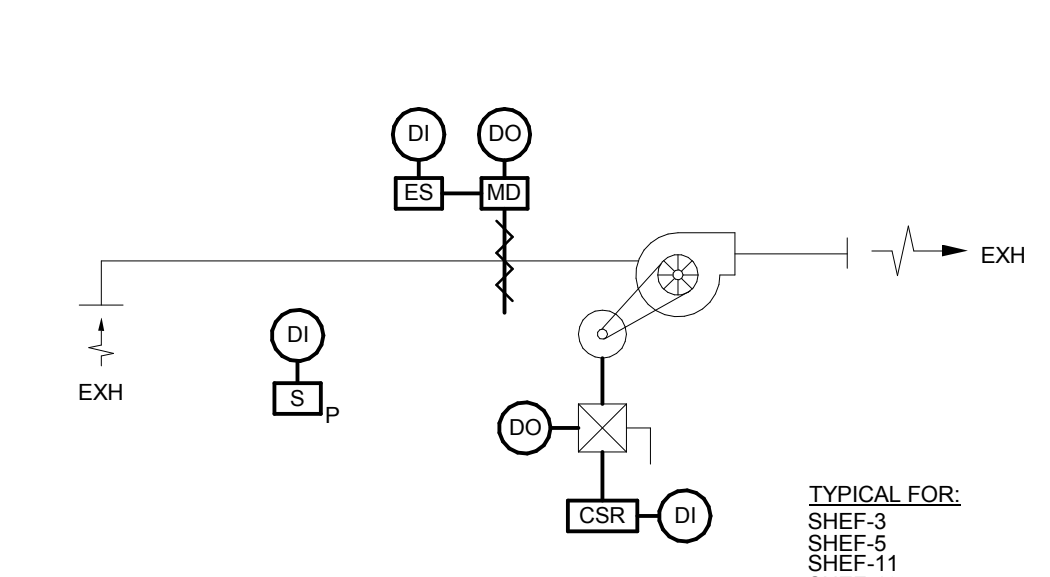 DI DO
ES MD
EXH
DI
EXH
S
P
DO
CSR DI
TYPICAL FOR:
SHEF-3
SHEF-5
SHEF-11